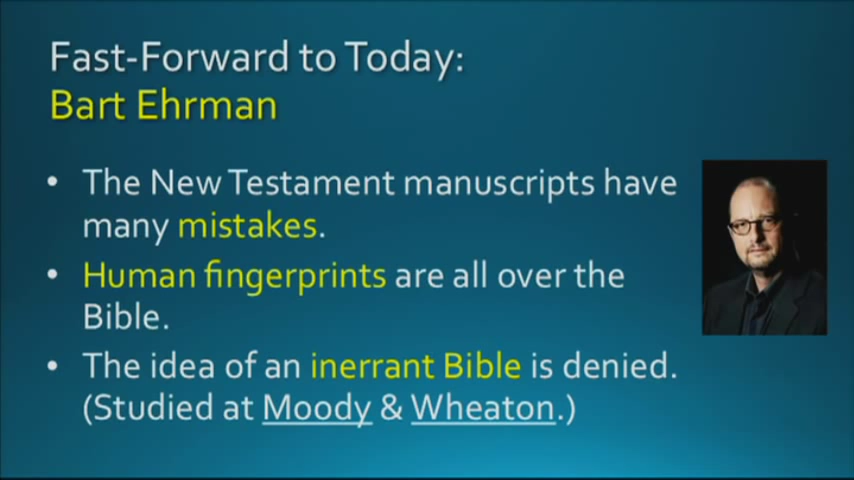 Fast-Forward to Today:
Bart Ehrman
• The New Testament manuscripts have
many mistakes.
• Human fingerprints are all over the
Bible.
• The idea of an inerrant Bible is denied.
(Studied at Moody & Wheaton.)